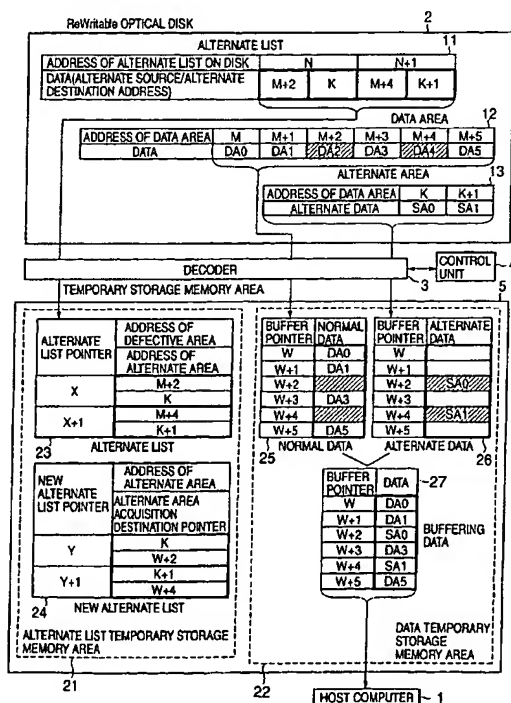 ReWritable OPTICAL DISK
2
ALTERNATE LIST
11
ADDRESS OF ALTERNATE LIST ON DISK N N+1
DATA(ALTERNATE SOURCE/ALTERNATE DESTINATION ADDRESS) M+2 K M+4 K+1
DATA AREA
12
ADDRESS OF DATA AREA M M+1 M+2 M+3 M+4 M+5
DATA DA0 DA1 DA2 DA3 DA4 DA5
ALTERNATE AREA
13
ADDRESS OF DATA AREA K K+1
ALTERNATE DATA SA0 SA1
DECODER
3
CONTROL UNIT
4
TEMPORARY STORAGE MEMORY AREA
5
ALTERNATE LIST POINTER
ADDRESS OF DEFECTIVE AREA
ADDRESS OF ALTERNATE AREA
X
M+2
K
X+1
M+4
K+1
23
ALTERNATE LIST
NEW ALTERNATE LIST POINTER
ADDRESS OF ALTERNATE AREA
ALTERNATE AREA ACQUISITION DESTINATION POINTER
Y
K
W+2
Y+1
K+1
W+4
24
NEW ALTERNATE LIST
ALTERNATE LIST TEMPORARY STORAGE MEMORY AREA
21
BUFFER POINTER NORMAL DATA
W DA0
W+1 DA1
W+2
W+3 DA3
W+4
W+5 DA5
25
NORMAL DATA
BUFFER POINTER ALTERNATE DATA
W
W+1
W+2 SA0
W+3
W+4 SA1
W+5
ALTERNATE DATA
26
BUFFER POINTER DATA
27
W DA0
W+1 DA1
W+2 SA0
W+3 DA3
W+4 SA1
W+5 DA5
BUFFERING DATA
DATA TEMPORARY STORAGE MEMORY AREA
22
HOST COMPUTER
1